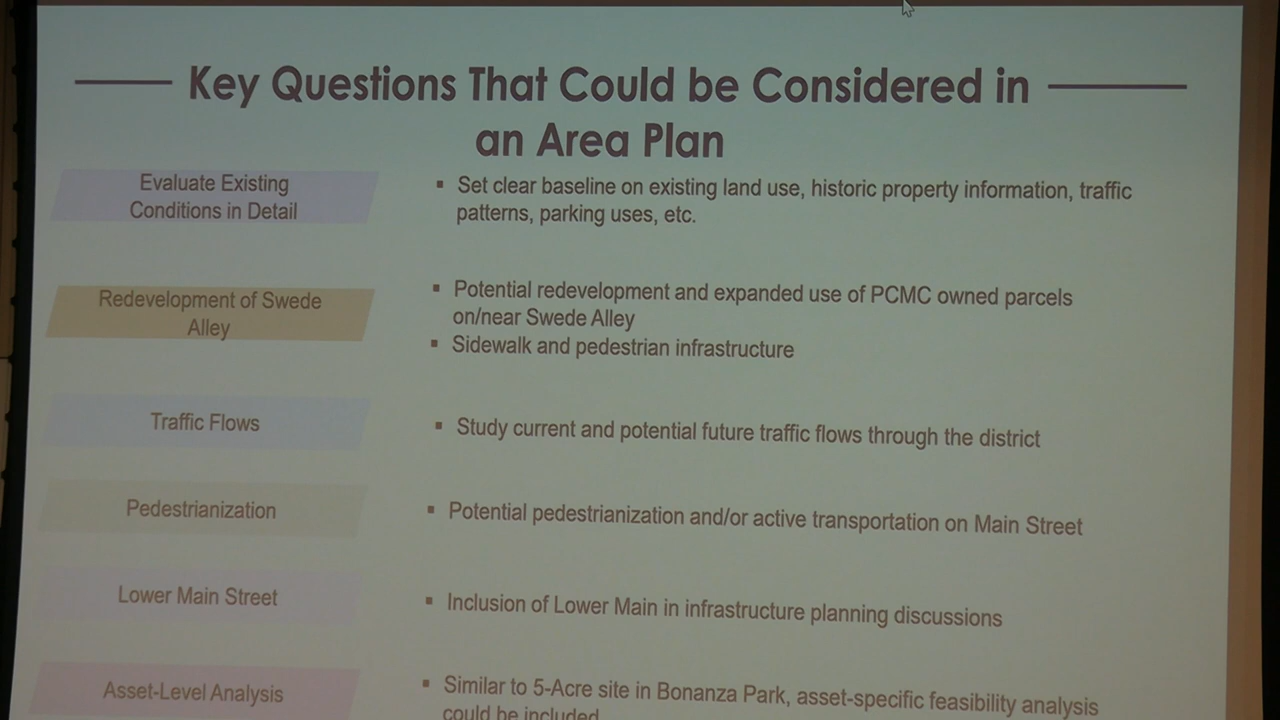 Key Questions That Could be Considered in
an Area Plan
Evaluate Existing
Conditions in Detail
▪ Set clear baseline on existing land use, historic property information, traffic
patterns, parking uses, etc.
Redevelopment of Swede
Alley
▪ Potential redevelopment and expanded use of PCMC owned parcels
on/near Swede Alley
▪ Sidewalk and pedestrian infrastructure
Traffic Flows
▪ Study current and potential future traffic flows through the district
Pedestrianization
▪ Potential pedestrianization and/or active transportation on Main Street
Lower Main Street
▪ Inclusion of Lower Main in infrastructure planning discussions
Asset-Level Analysis
▪ Similar to 5-Acre site in Bonanza Park, asset-specific feasibility analysis
could be included